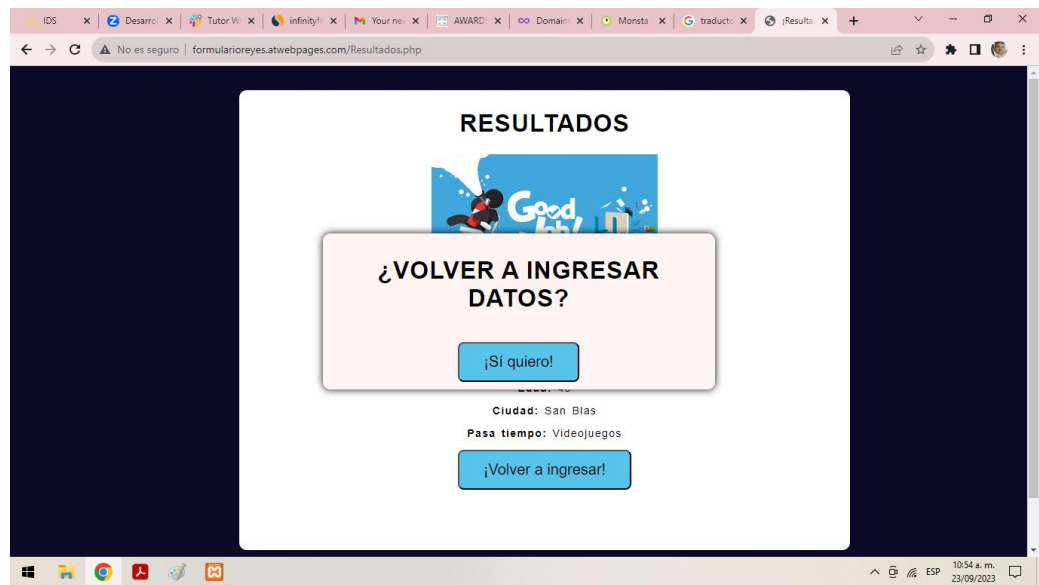 IDS
Desarrol
Tutor W
infinityf
Your ne
AWARD
Domain
Monsta
traducto
¡Resulta
No es seguro
formularioreyes.atwebpages.com/Resultados.php
RESULTADOS
Good
Job!
¿VOLVER A INGRESAR
DATOS?
¡Sí quiero!
Ciudad: San Blas
Pasa tiempo: Videojuegos
¡Volver a ingresar!
ESP
10:54 a. m.
23/09/2023